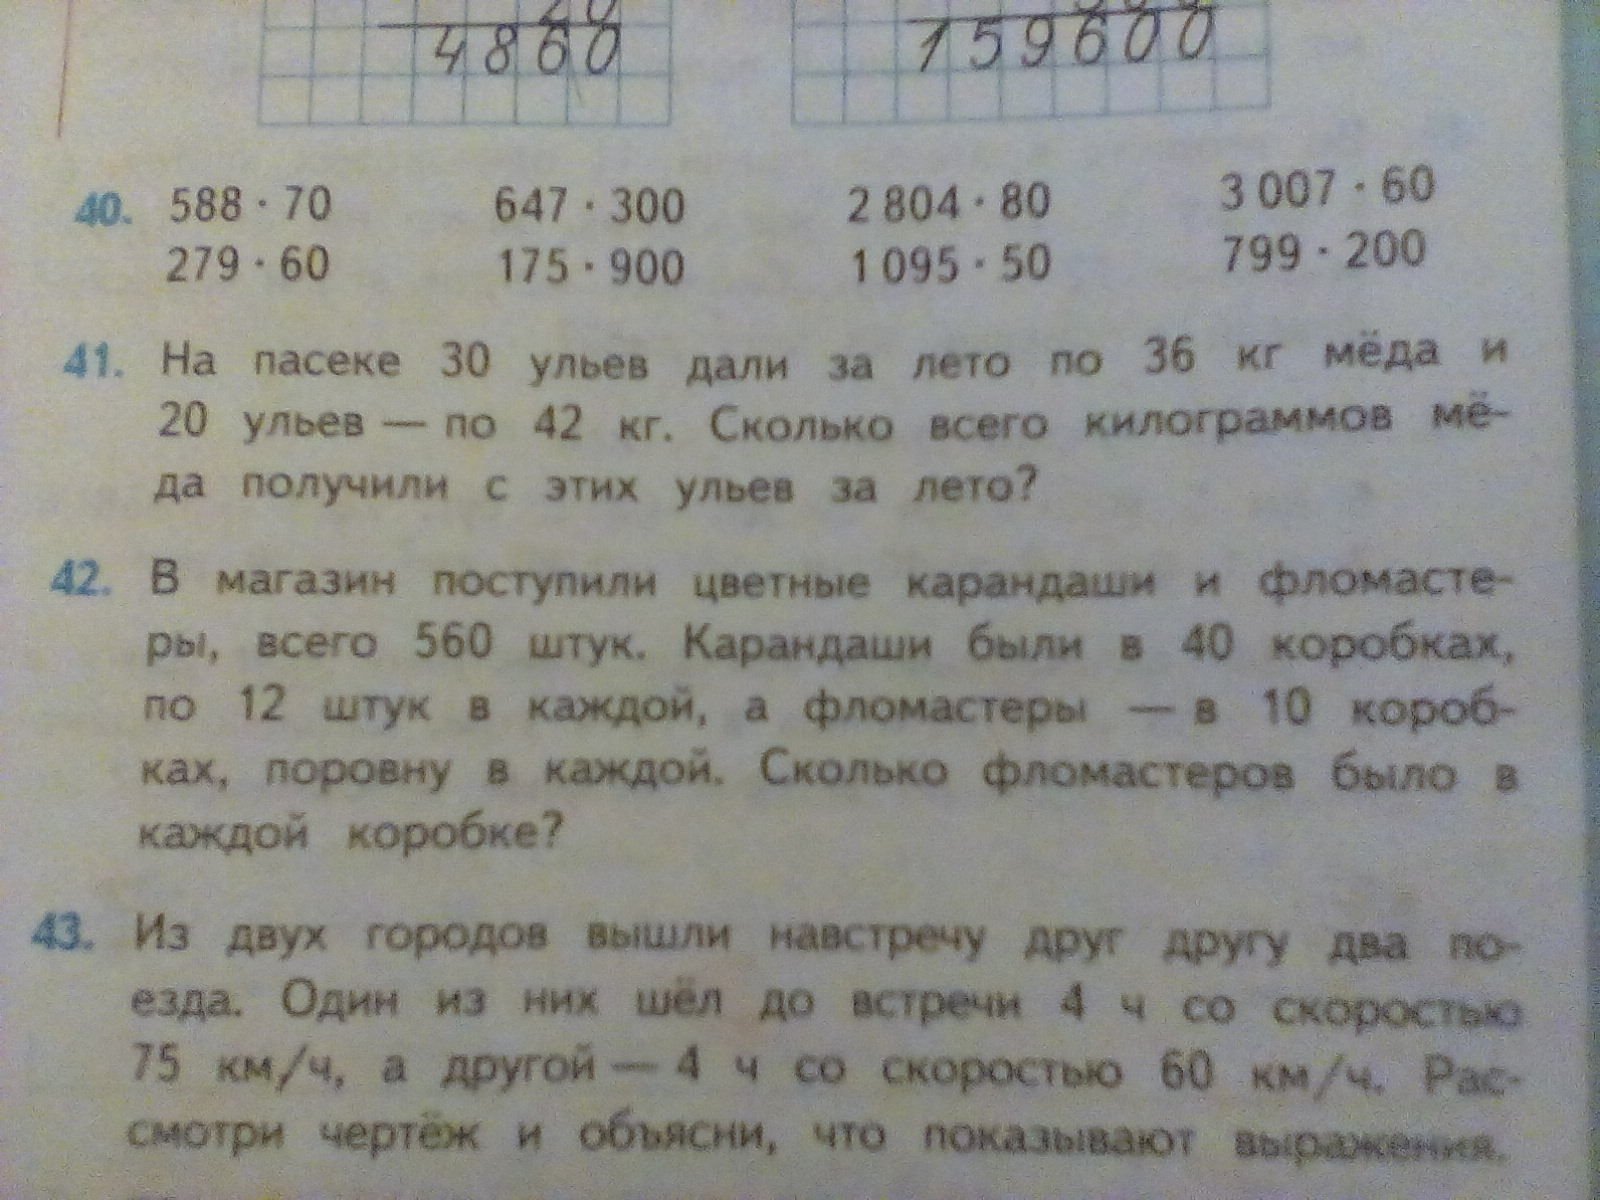 4860 159600
40. 588 · 70 647 · 300 2 804 · 80 3 007 · 60
279 · 60 175 · 900 1 095 · 50 799 · 200
41. На пасеке 30 ульев дали за лето по 36 кг мёда и
20 ульев — по 42 кг. Сколько всего килограммов мё-
да получили с этих ульев за лето?
42. В магазин поступили цветные карандаши и фломасте-
ры, всего 560 штук. Карандаши были в 40 коробках,
по 12 штук в каждой, а фломастеры — в 10 короб-
ках, поровну в каждой. Сколько фломастеров было в
каждой коробке?
43. Из двух городов вышли навстречу друг другу два по-
езда. Один из них шёл до встречи 4 ч со скоростью
75 км/ч, а другой — 4 ч со скоростью 60 км/ч. Рас-
смотри чертёж и объясни, что показывают выражения.